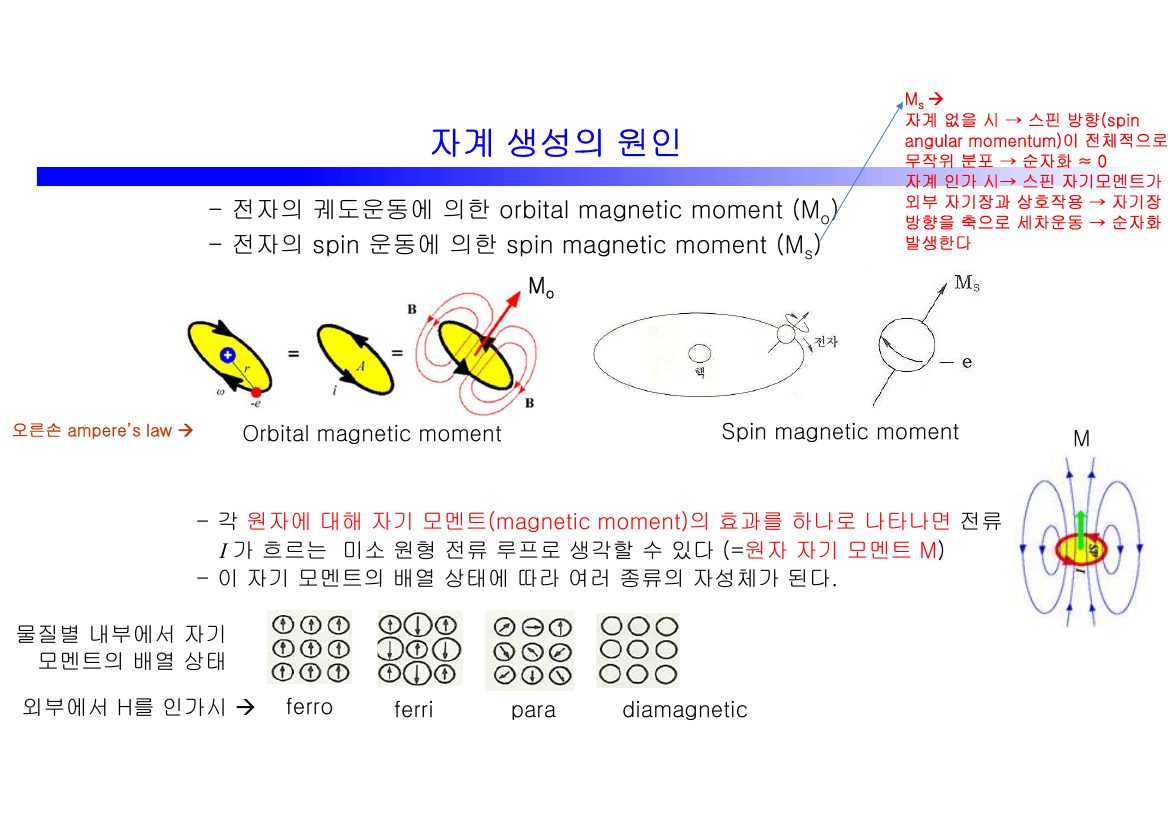 자계 생성의 원인
Ms →
자계 없을 시 → 스핀 방향(spin
angular momentum)이 전체적으로
무작위 분포 → 순자화 ≈ 0
자계 인가 시→ 스핀 자기모멘트가
외부 자기장과 상호작용 → 자기장
방향을 축으로 세차운동 → 순자화
발생한다
- 전자의 궤도운동에 의한 orbital magnetic moment (Mo)
- 전자의 spin 운동에 의한 spin magnetic moment (Ms)
+ r ω -e
=
A i
=
Mo
B
B
핵
전자
Ms
- e
오른손 ampere's law →
Orbital magnetic moment
Spin magnetic moment
M
I
- 각 원자에 대해 자기 모멘트(magnetic moment)의 효과를 하나로 나타나면 전류
I 가 흐르는 미소 원형 전류 루프로 생각할 수 있다 (=원자 자기 모멘트 M)
- 이 자기 모멘트의 배열 상태에 따라 여러 종류의 자성체가 된다.
물질별 내부에서 자기
모멘트의 배열 상태
외부에서 H를 인가시 →
ferro
ferri
para
diamagnetic